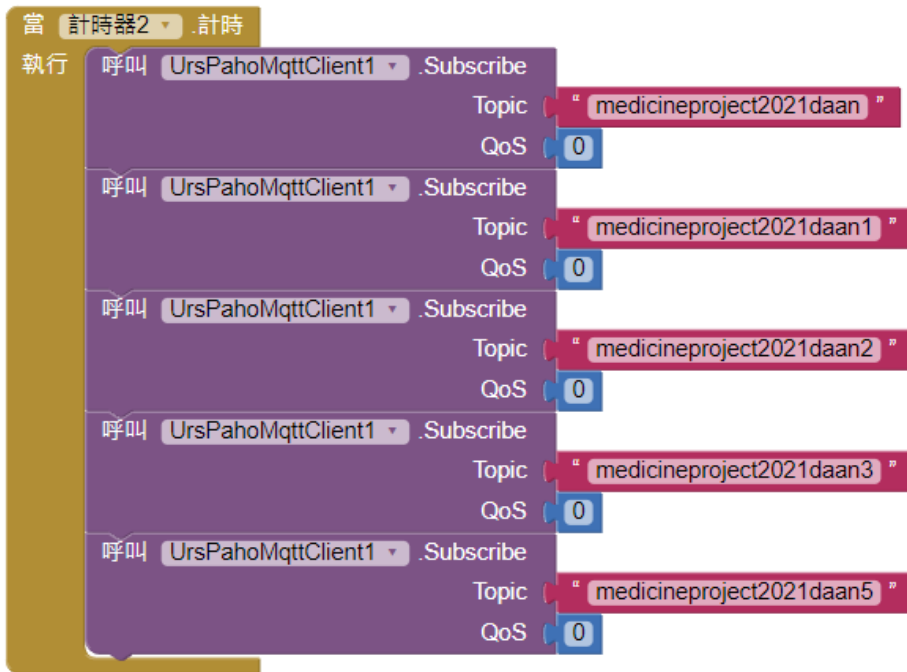 當 計時器2 .計時
執行 呼叫 UrsPahoMqttClient1 .Subscribe
Topic “ medicineproject2021daan ”
QoS 0
呼叫 UrsPahoMqttClient1 .Subscribe
Topic “ medicineproject2021daan1 ”
QoS 0
呼叫 UrsPahoMqttClient1 .Subscribe
Topic “ medicineproject2021daan2 ”
QoS 0
呼叫 UrsPahoMqttClient1 .Subscribe
Topic “ medicineproject2021daan3 ”
QoS 0
呼叫 UrsPahoMqttClient1 .Subscribe
Topic “ medicineproject2021daan5 ”
QoS 0